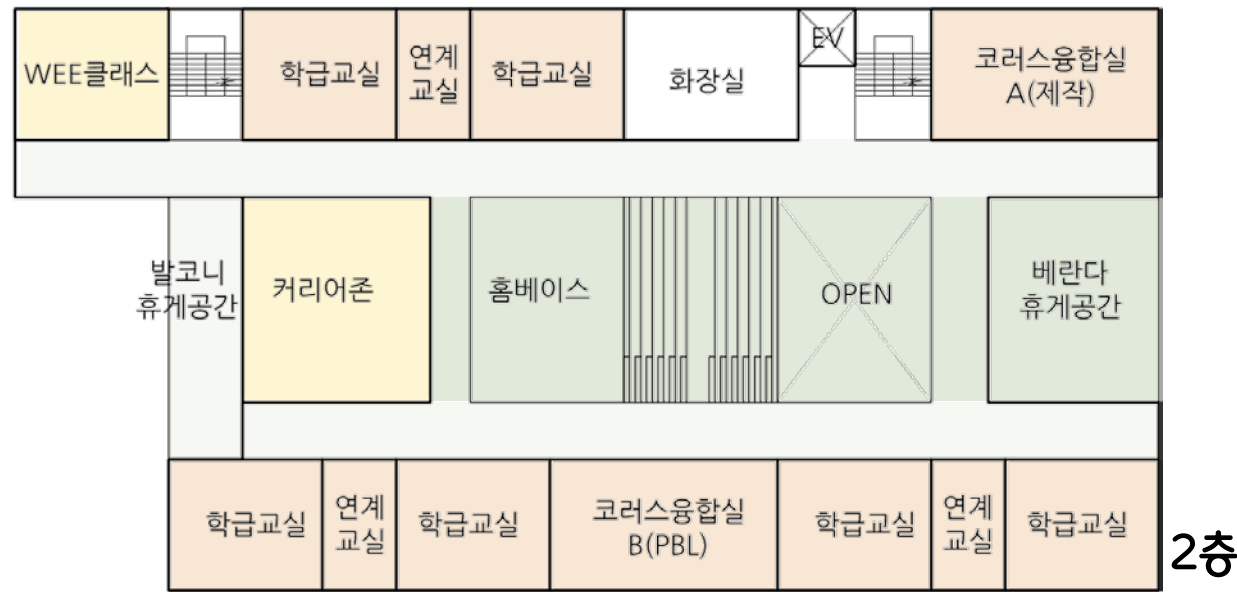 WEE클래스
학급교실
연계
교실
학급교실
화장실
EV
코러스융합실
A(제작)
발코니
휴게공간
커리어존
홈베이스
OPEN
베란다
휴게공간
학급교실
연계
교실
학급교실
코러스융합실
B(PBL)
학급교실
연계
교실
학급교실
2층